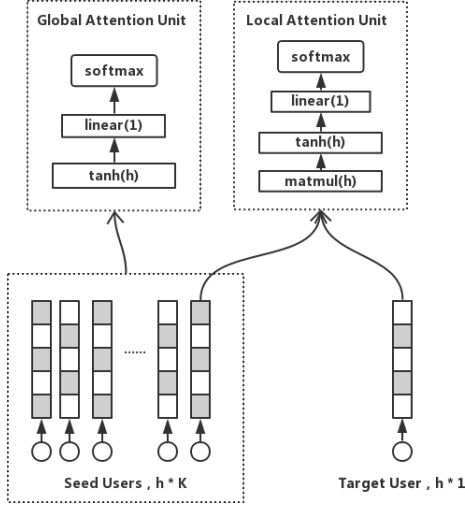 Global Attention Unit
softmax
linear(1)
tanh(h)
Local Attention Unit
softmax
linear(1)
tanh(h)
matmul(h)
......
Seed Users , h * K
Target User , h * 1